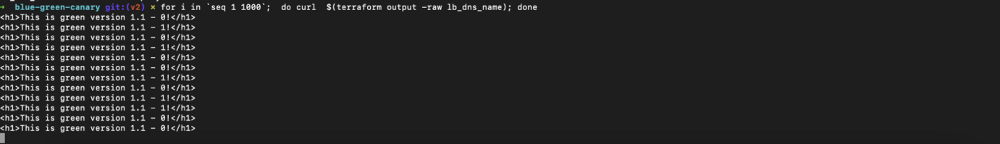 ➜  blue-green-canary git:(v2) ✗ for i in `seq 1 1000`;  do curl  $(terraform output -raw lb_dns_name); done
<h1>This is green version 1.1 - 0!</h1>
<h1>This is green version 1.1 - 1!</h1>
<h1>This is green version 1.1 - 0!</h1>
<h1>This is green version 1.1 - 1!</h1>
<h1>This is green version 1.1 - 0!</h1>
<h1>This is green version 1.1 - 0!</h1>
<h1>This is green version 1.1 - 1!</h1>
<h1>This is green version 1.1 - 0!</h1>
<h1>This is green version 1.1 - 1!</h1>
<h1>This is green version 1.1 - 1!</h1>
<h1>This is green version 1.1 - 0!</h1>
<h1>This is green version 1.1 - 0!</h1>